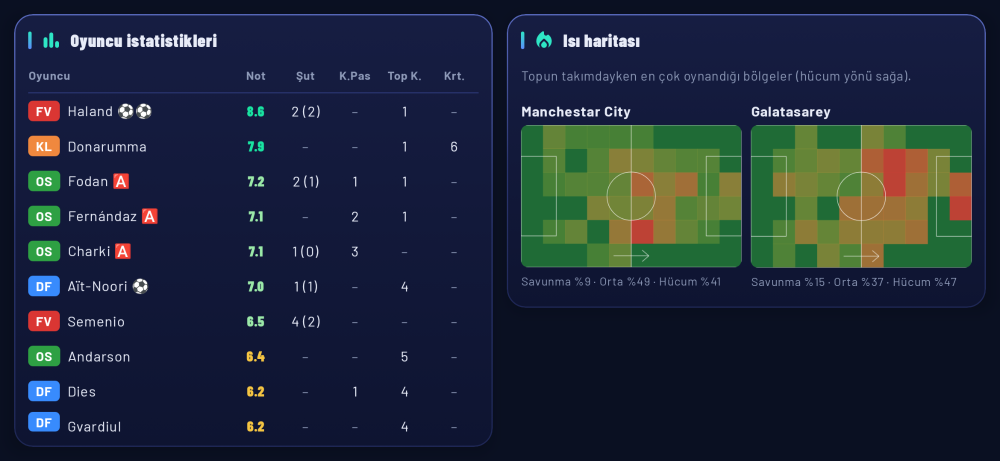 Oyuncu istatistikleri
Oyuncu Not Şut K.Pas Top K. Krt.
FV Haland ⚽⚽ 8.6 2 (2) – 1 –
KL Donarumma 7.9 – – 1 6
OS Fodan 🅰 7.2 2 (1) 1 1 –
OS Fernándaz 🅰 7.1 – 2 1 –
OS Charki 🅰 7.1 1 (0) 3 – –
DF Aït-Noori ⚽ 7.0 1 (1) – 4 –
FV Semenio 6.5 4 (2) – – –
OS Andarson 6.4 – – 5 –
DF Dies 6.2 – 1 4 –
DF Gvardiul 6.2 – – 4 –
Isı haritası
Topun takımdayken en çok oynandığı bölgeler (hücum yönü sağa).
Manchestar City
Savunma %9 · Orta %49 · Hücum %41
Galatasarey
Savunma %15 · Orta %37 · Hücum %47